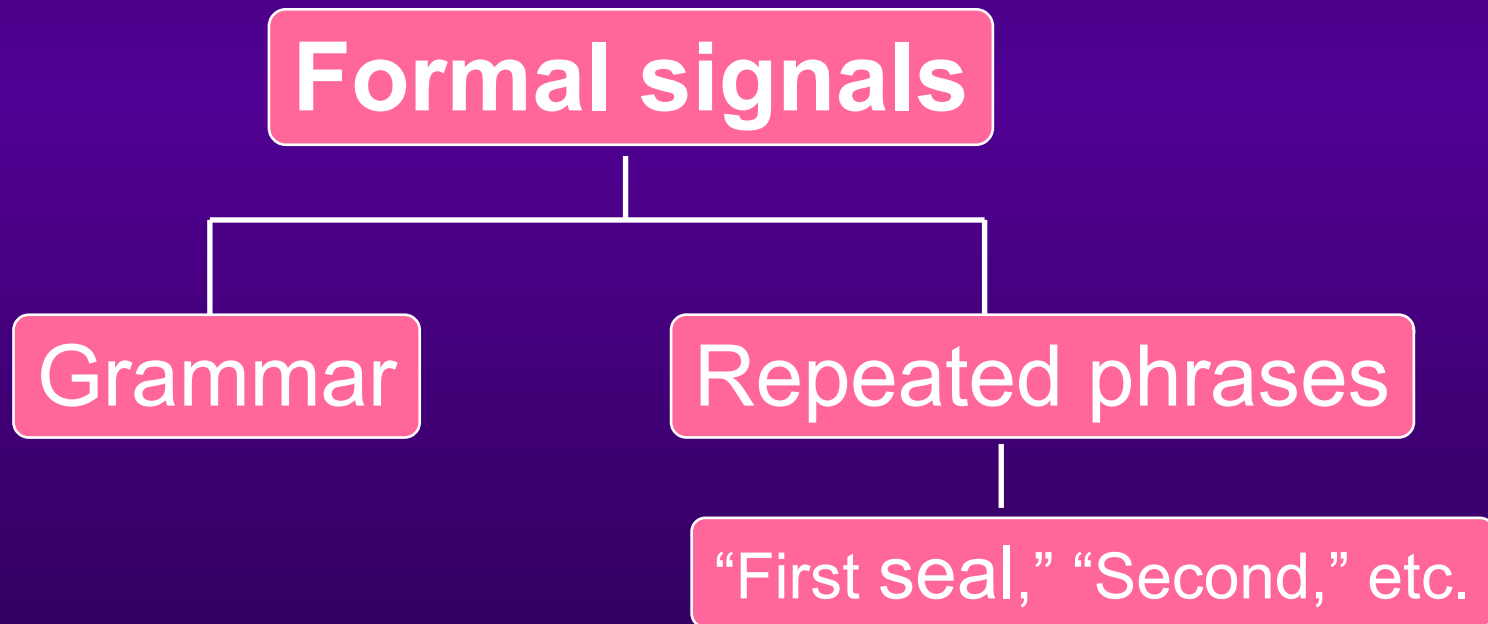 Formal signals
Grammar
Repeated phrases
“First seal,” “Second,” etc.